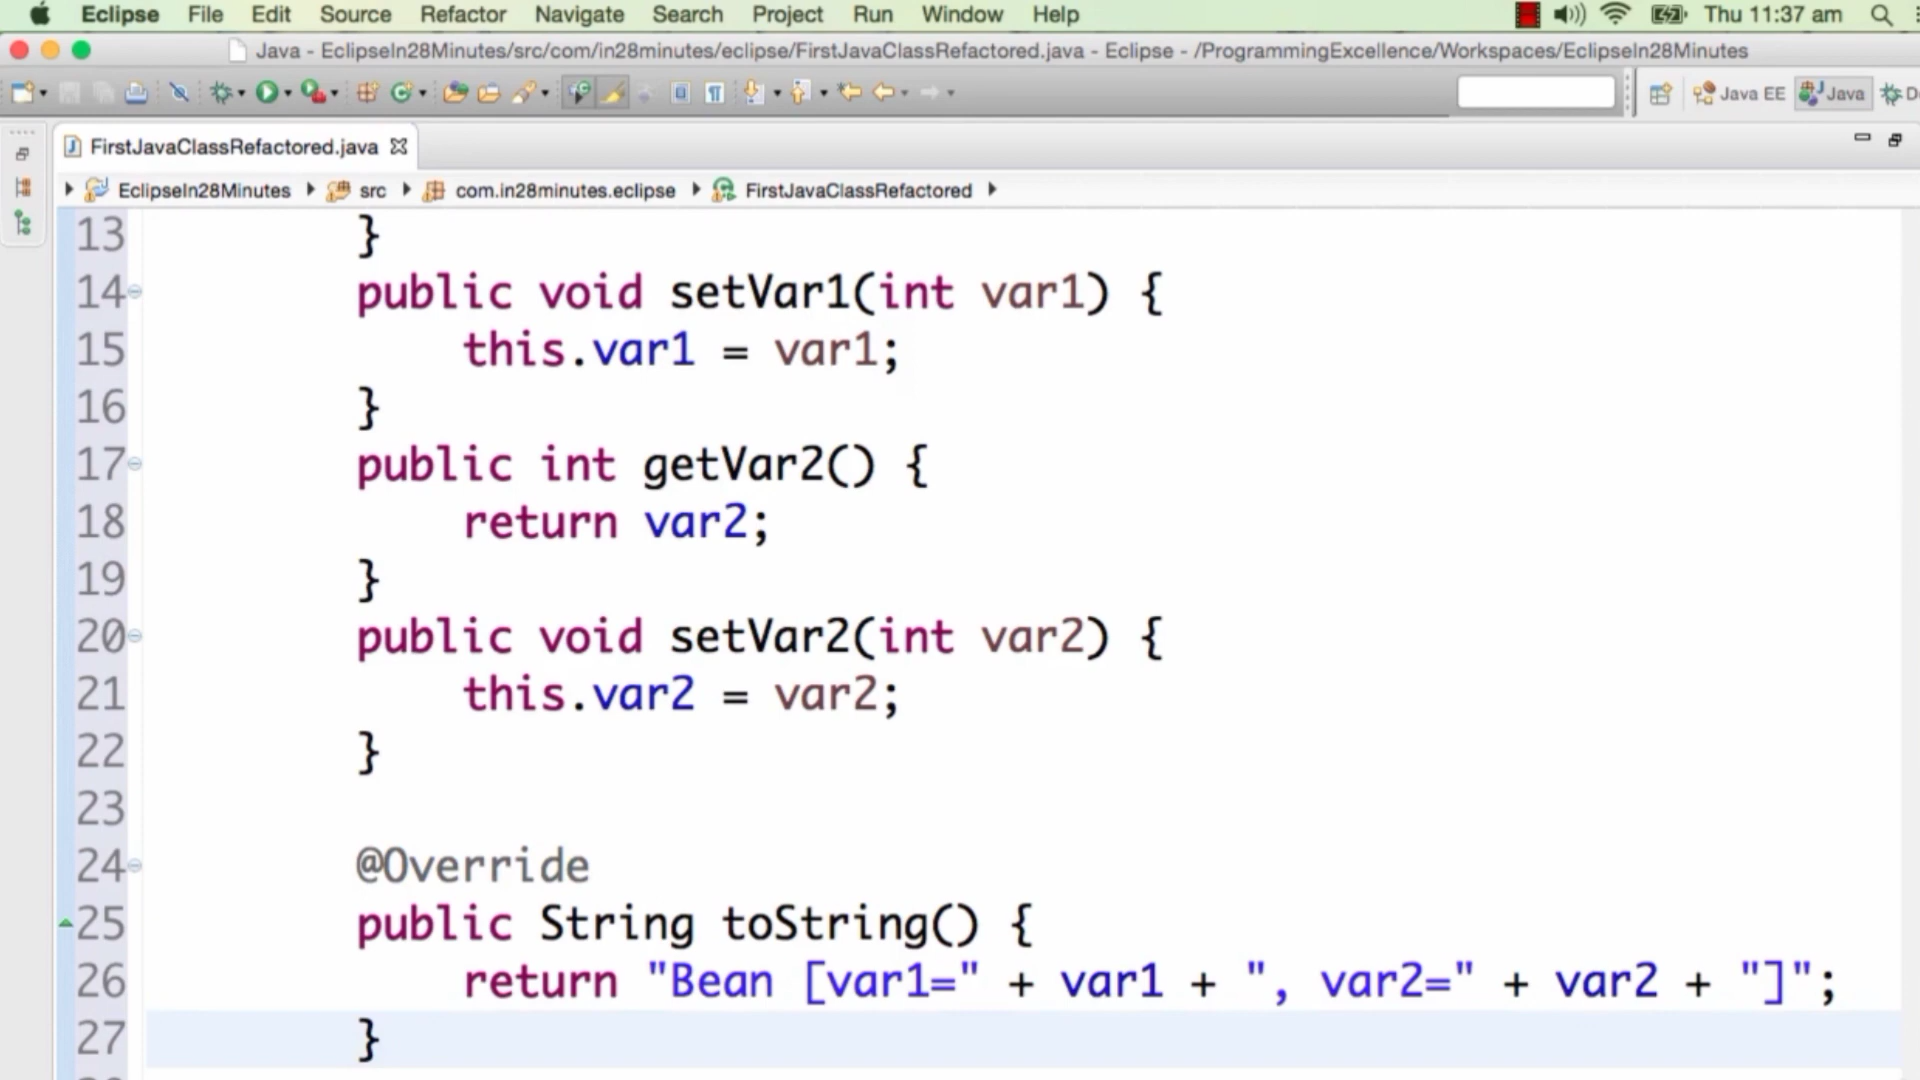 Eclipse File Edit Source Refactor Navigate Search Project Run Window Help Thu 11:37 am
Java - EclipseIn28Minutes/src/com/in28minutes/eclipse/FirstJavaClassRefactored.java - Eclipse - /ProgrammingExcellence/Workspaces/EclipseIn28Minutes
Java EE Java D
FirstJavaClassRefactored.java
EclipseIn28Minutes src com.in28minutes.eclipse FirstJavaClassRefactored
13 }
14 public void setVar1(int var1) {
15 this.var1 = var1;
16 }
17 public int getVar2() {
18 return var2;
19 }
20 public void setVar2(int var2) {
21 this.var2 = var2;
22 }
23
24 @Override
25 public String toString() {
26 return "Bean [var1=" + var1 + ", var2=" + var2 + "]";
27 }